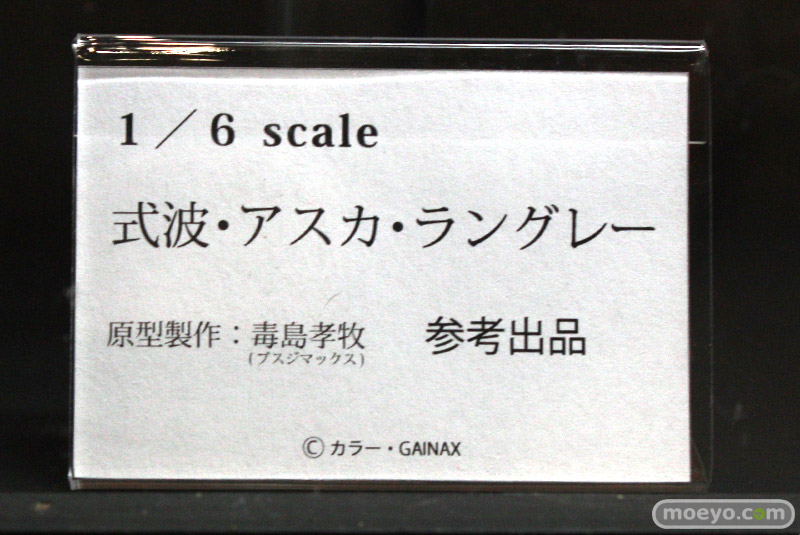 1／6 scale
式波・アスカ・ラングレー
原型製作：毒島孝牧 参考出品
(ブスジマックス)
©カラー・GAINAX
moeyo.com